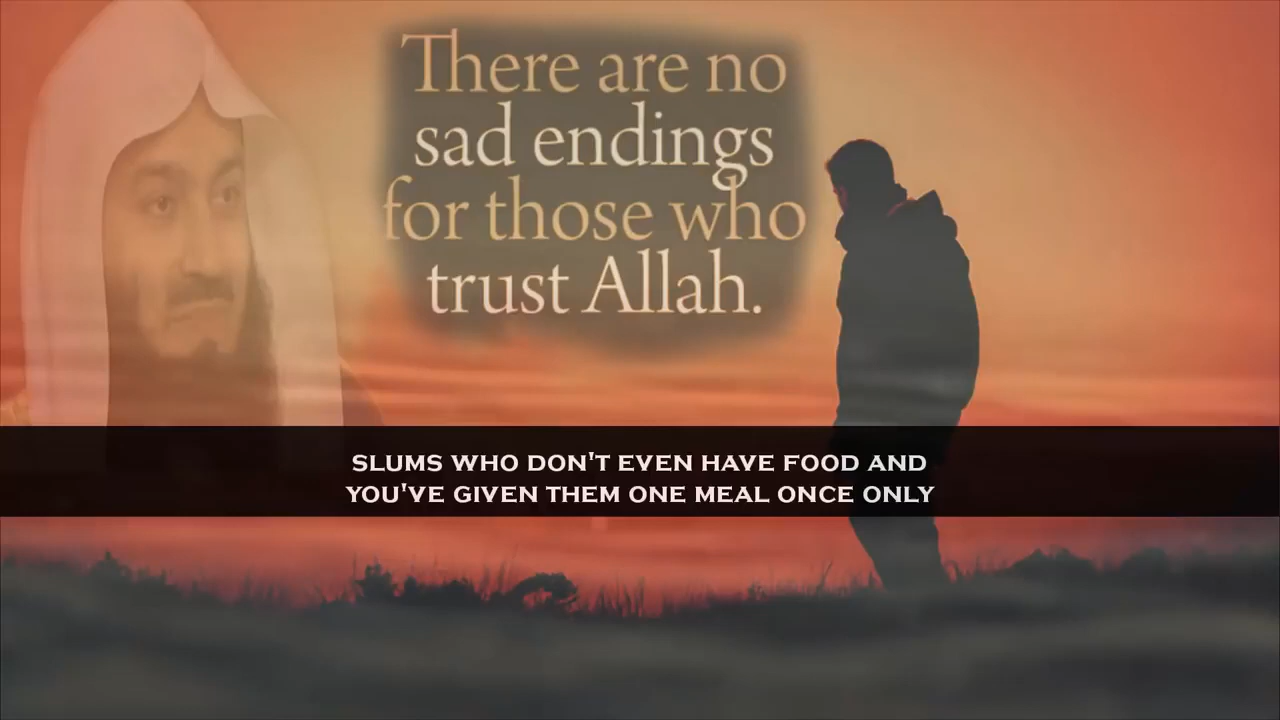 There are no
sad endings
for those who
trust Allah.
SLUMS WHO DON'T EVEN HAVE FOOD AND
YOU'VE GIVEN THEM ONE MEAL ONCE ONLY